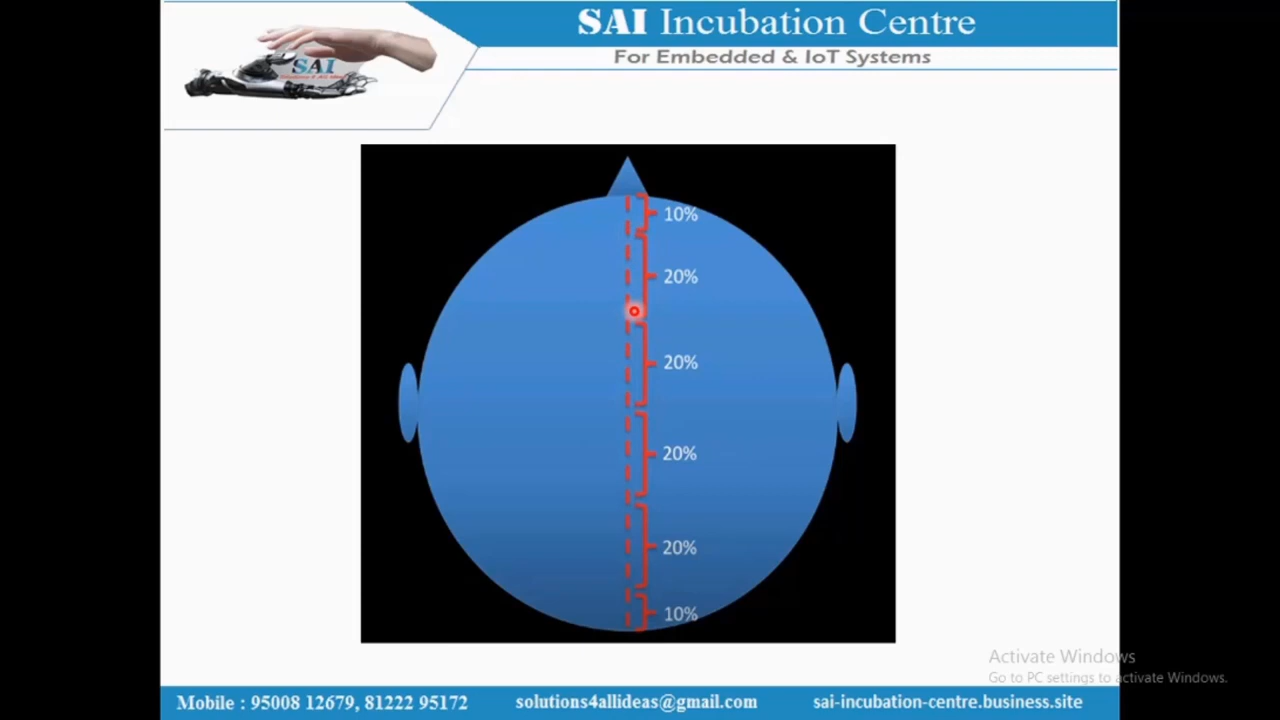 SAI Incubation Centre
For Embedded & IoT Systems
SAI
10%
20%
20%
20%
20%
10%
Activate Windows
Go to PC settings to activate Windows.
Mobile : 95008 12679, 81222 95172
solutions4allideas@gmail.com
sai-incubation-centre.business.site